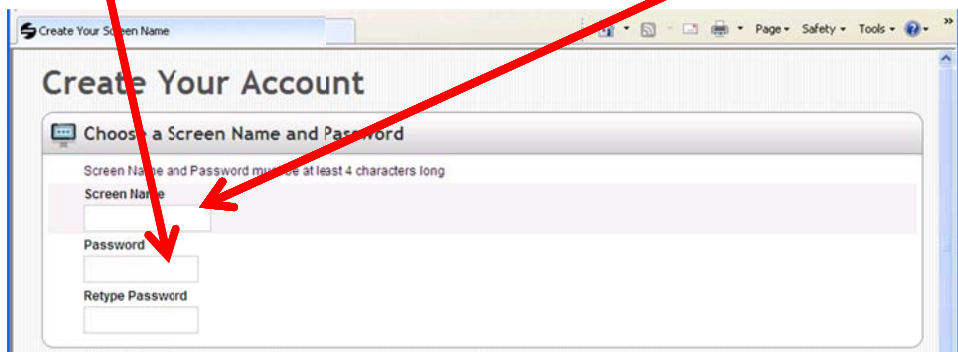 Create Your Screen Name
Page Safety Tools
Create Your Account
Choose a Screen Name and Password
Screen Name and Password must be at least 4 characters long
Screen Name
Password
Retype Password